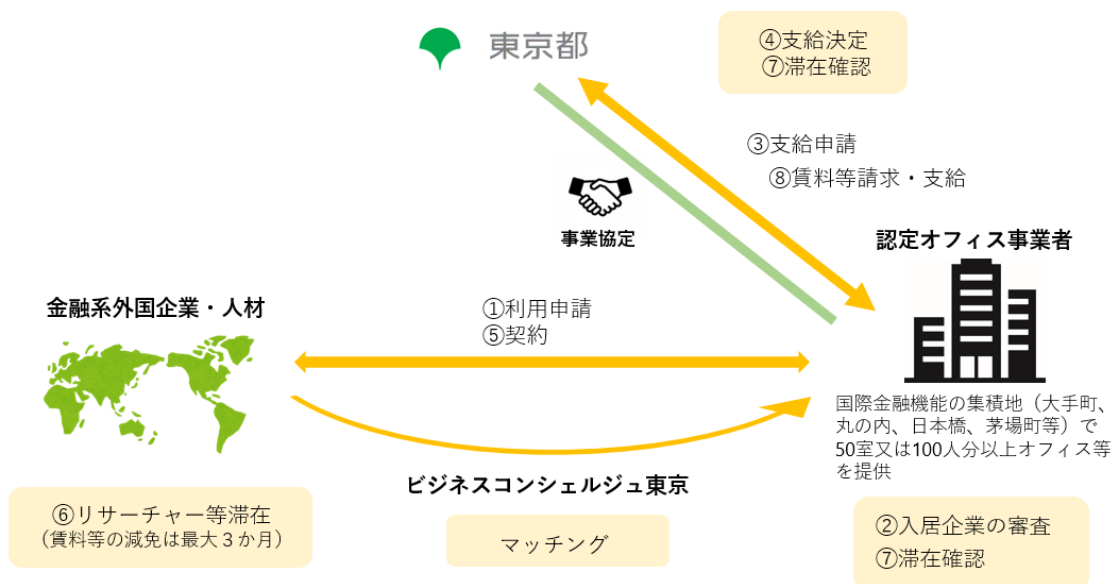 東京都
④支給決定
⑦滞在確認
③支給申請
⑧賃料等請求・支給
事業協定
認定オフィス事業者
金融系外国企業・人材
①利用申請
⑤契約
国際金融機能の集積地（大手町、
丸の内、日本橋、茅場町等）で
50室又は100人分以上オフィス等
を提供
ビジネスコンシェルジュ東京
⑥リサーチャー等滞在
（賃料等の減免は最大３か月）
マッチング
②入居企業の審査
⑦滞在確認